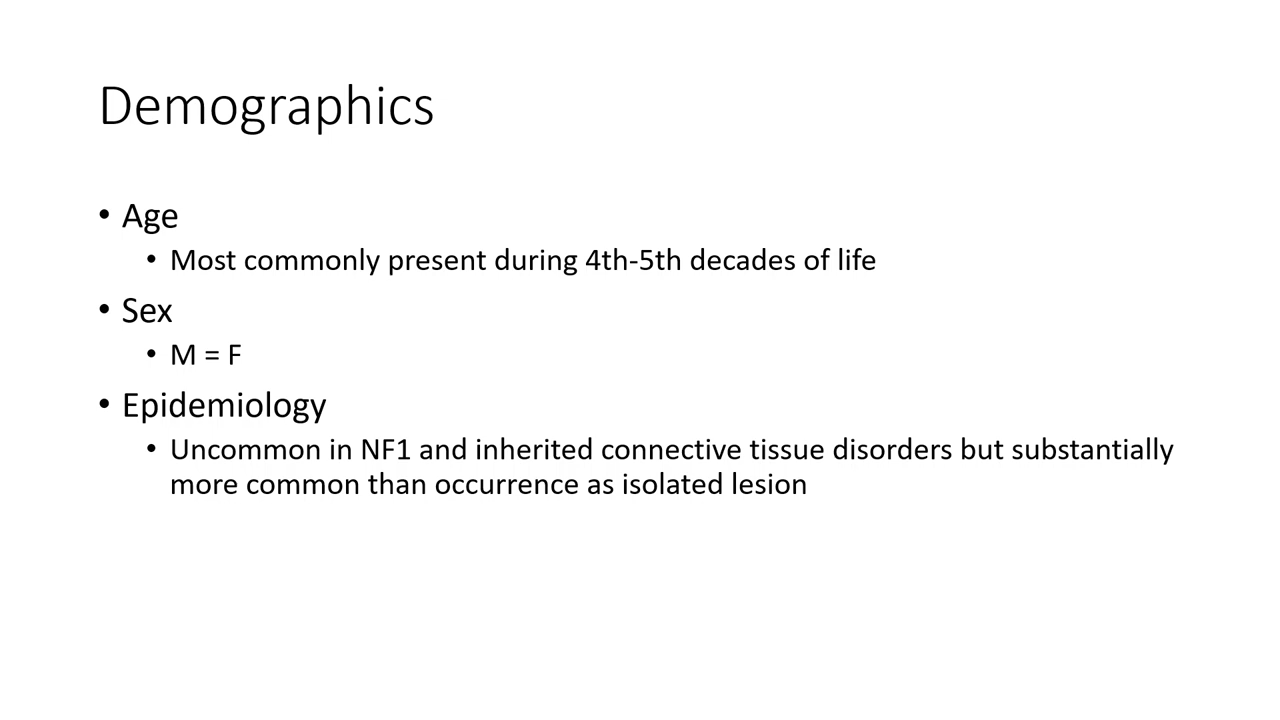 Demographics
• Age
• Most commonly present during 4th-5th decades of life
• Sex
• M = F
• Epidemiology
• Uncommon in NF1 and inherited connective tissue disorders but substantially
more common than occurrence as isolated lesion